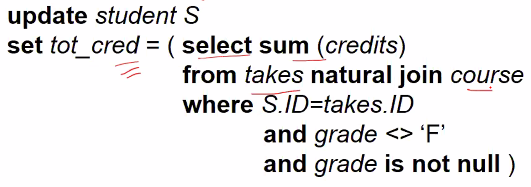 update student S
set tot_cred = ( select sum (credits)
from takes natural join course
where S.ID=takes.ID
and grade <> ‘F’
and grade is not null )